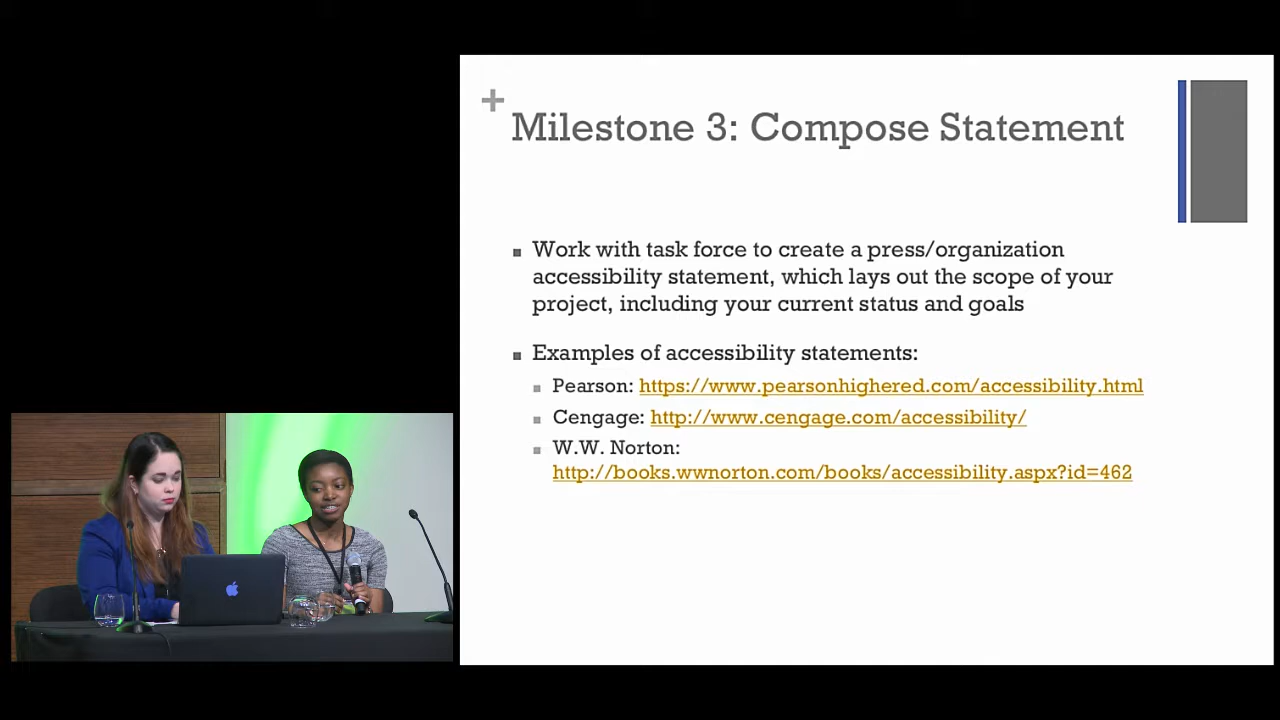 +
Milestone 3: Compose Statement
▪ Work with task force to create a press/organization
accessibility statement, which lays out the scope of your
project, including your current status and goals
▪ Examples of accessibility statements:
▪ Pearson: https://www.pearsonhighered.com/accessibility.html
▪ Cengage: http://www.cengage.com/accessibility/
▪ W.W. Norton:
http://books.wwnorton.com/books/accessibility.aspx?id=462